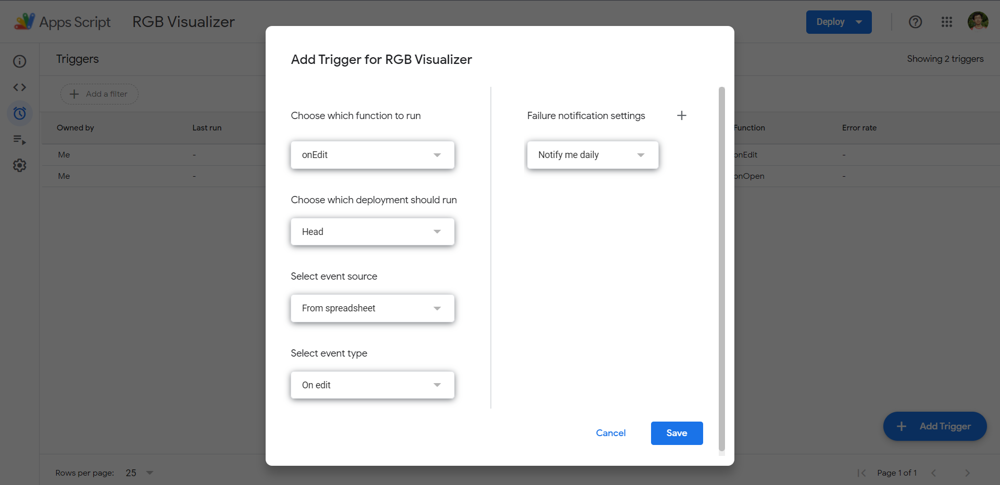 Apps Script
RGB Visualizer
Deploy
Triggers
Showing 2 triggers
Add a filter
Owned by
Last run
Function
Error rate
Me
-
onEdit
-
Me
-
onOpen
-
Add Trigger for RGB Visualizer
Choose which function to run
onEdit
Choose which deployment should run
Head
Select event source
From spreadsheet
Select event type
On edit
Failure notification settings
Notify me daily
Cancel
Save
Add Trigger
Rows per page:
25
Page 1 of 1